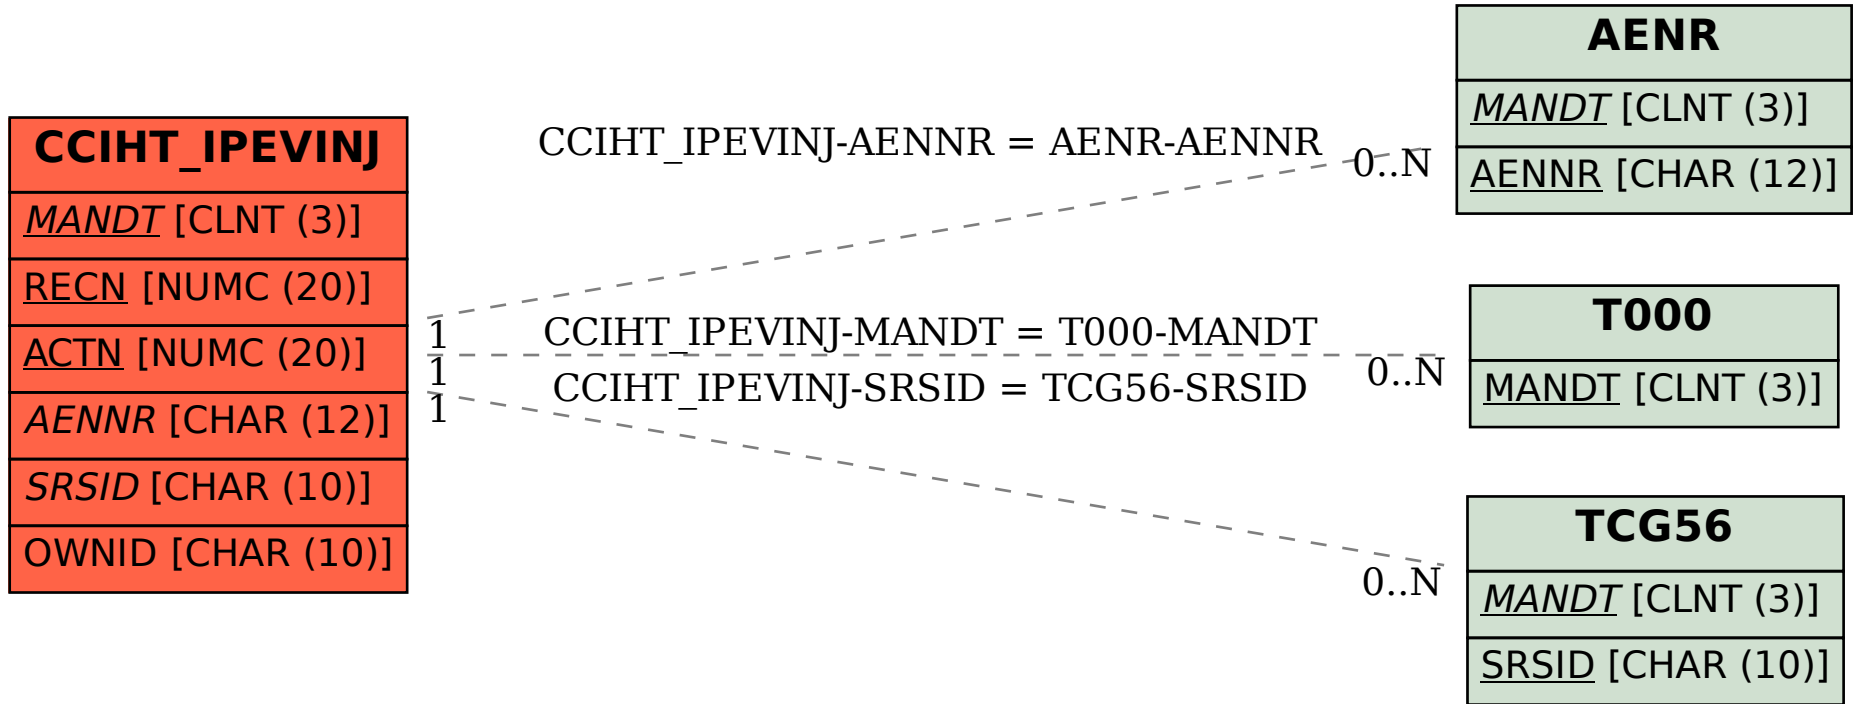 CCIHT_IPEVINJ
MANDT [CLNT (3)]
RECN [NUMC (20)]
ACTN [NUMC (20)]
AENNR [CHAR (12)]
SRSID [CHAR (10)]
OWNID [CHAR (10)]
CCIHT_IPEVINJ-AENNR = AENR-AENNR
0..N
1
CCIHT_IPEVINJ-MANDT = T000-MANDT
0..N
1
CCIHT_IPEVINJ-SRSID = TCG56-SRSID
0..N
1
AENR
MANDT [CLNT (3)]
AENNR [CHAR (12)]
T000
MANDT [CLNT (3)]
TCG56
MANDT [CLNT (3)]
SRSID [CHAR (10)]